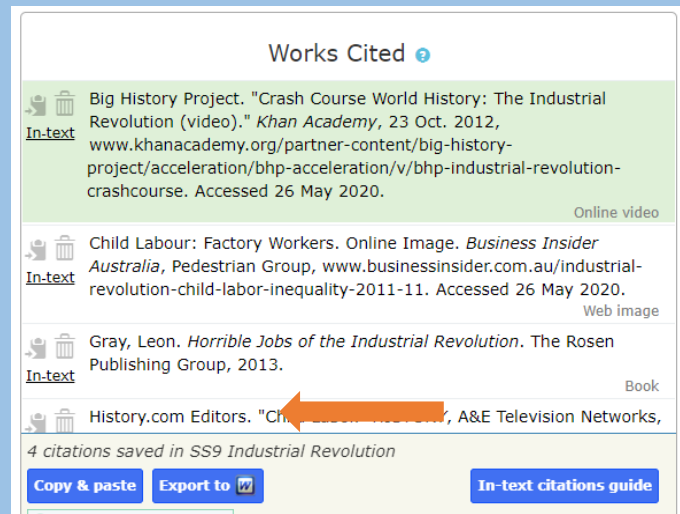 Works Cited ?
Big History Project. "Crash Course World History: The Industrial
Revolution (video)." Khan Academy, 23 Oct. 2012,
In-text
www.khanacademy.org/partner-content/big-history-
project/acceleration/bhp-acceleration/v/bhp-industrial-revolution-
crashcourse. Accessed 26 May 2020.
Online video
Child Labour: Factory Workers. Online Image. Business Insider
Australia, Pedestrian Group, www.businessinsider.com.au/industrial-
In-text
revolution-child-labor-inequality-2011-11. Accessed 26 May 2020.
Web image
Gray, Leon. Horrible Jobs of the Industrial Revolution. The Rosen
Publishing Group, 2013.
In-text
Book
History.com Editors. A&E Television Networks,
4 citations saved in SS9 Industrial Revolution
Copy & paste Export to W In-text citations guide